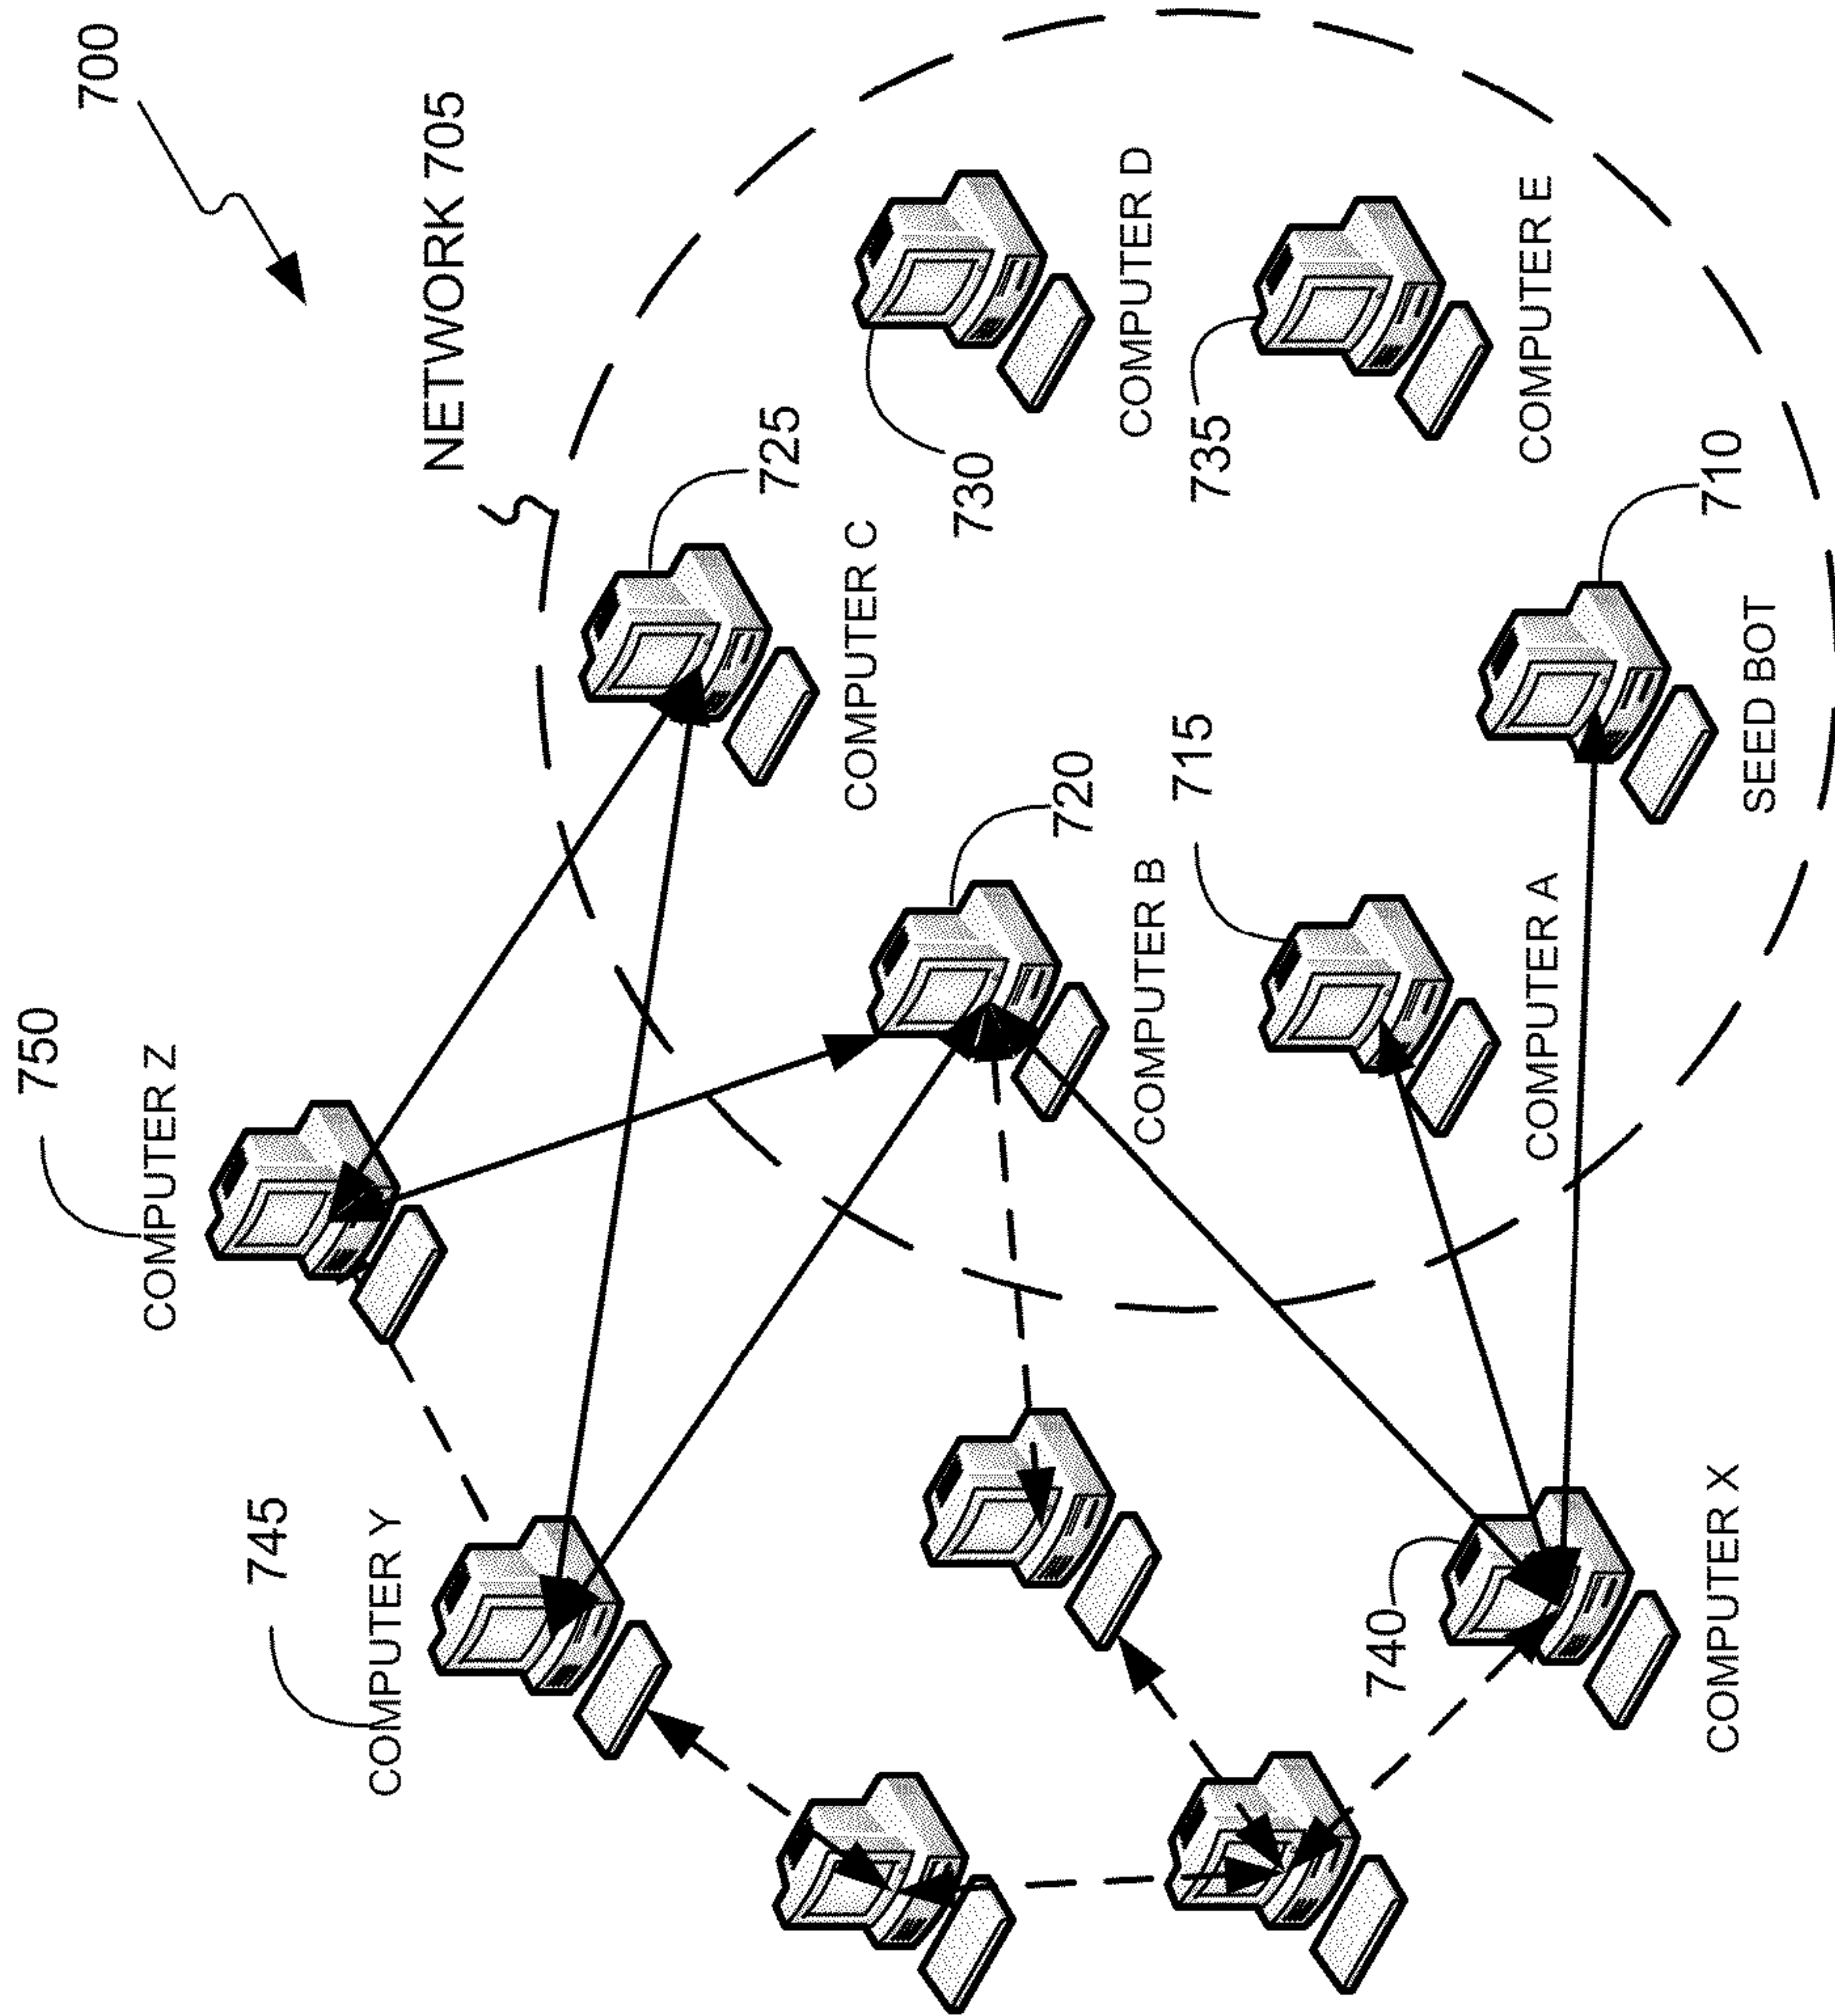 700
NETWORK 705
750
COMPUTER Z
725
COMPUTER C
730
COMPUTER D
745
COMPUTER Y
720
COMPUTER B
735
COMPUTER E
715
COMPUTER A
710
SEED BOT
740
COMPUTER X